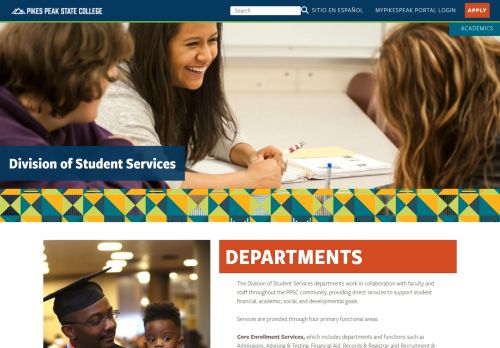 PIKES PEAK STATE COLLEGE
Search
SITIO EN ESPAÑOL
MYPIKESPEAK PORTAL LOGIN
APPLY
ACADEMICS
Division of Student Services
DEPARTMENTS
The Division of Student Services departments work in collaboration with faculty and
staff throughout the PPSC community, providing direct services to support student
financial, academic, social, and developmental goals.
Services are provided through four primary functional areas:
Core Enrollment Services, which includes departments and functions such as
Admissions, Advising & Testing, Financial Aid, Records & Registrar and Recruitment &